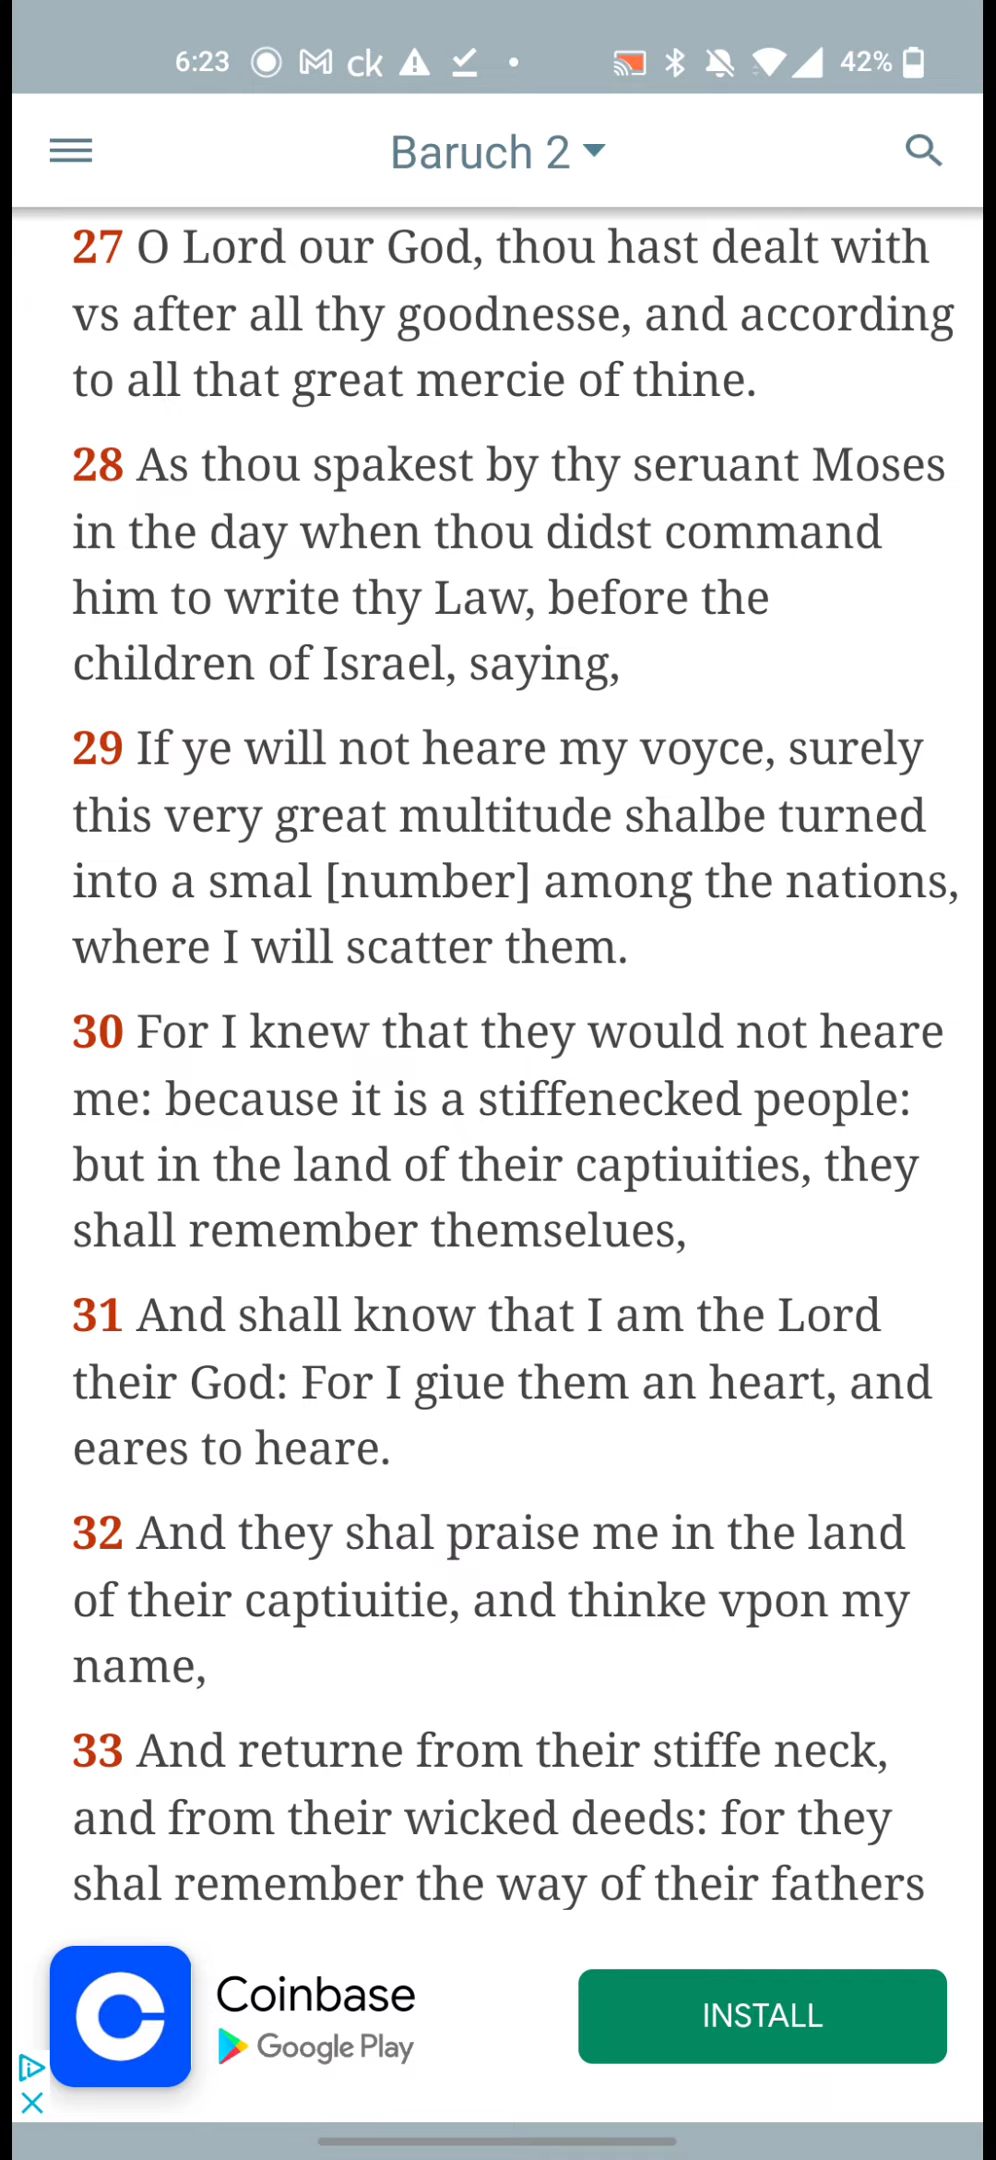 6:23 ck 42%
Baruch 2
27 O Lord our God, thou hast dealt with
vs after all thy goodnesse, and according
to all that great mercie of thine.
28 As thou spakest by thy seruant Moses
in the day when thou didst command
him to write thy Law, before the
children of Israel, saying,
29 If ye will not heare my voyce, surely
this very great multitude shalbe turned
into a smal [number] among the nations,
where I will scatter them.
30 For I knew that they would not heare
me: because it is a stiffenecked people:
but in the land of their captiuities, they
shall remember themselues,
31 And shall know that I am the Lord
their God: For I giue them an heart, and
eares to heare.
32 And they shal praise me in the land
of their captiuitie, and thinke vpon my
name,
33 And returne from their stiffe neck,
and from their wicked deeds: for they
shal remember the way of their fathers
Coinbase
Google Play
INSTALL